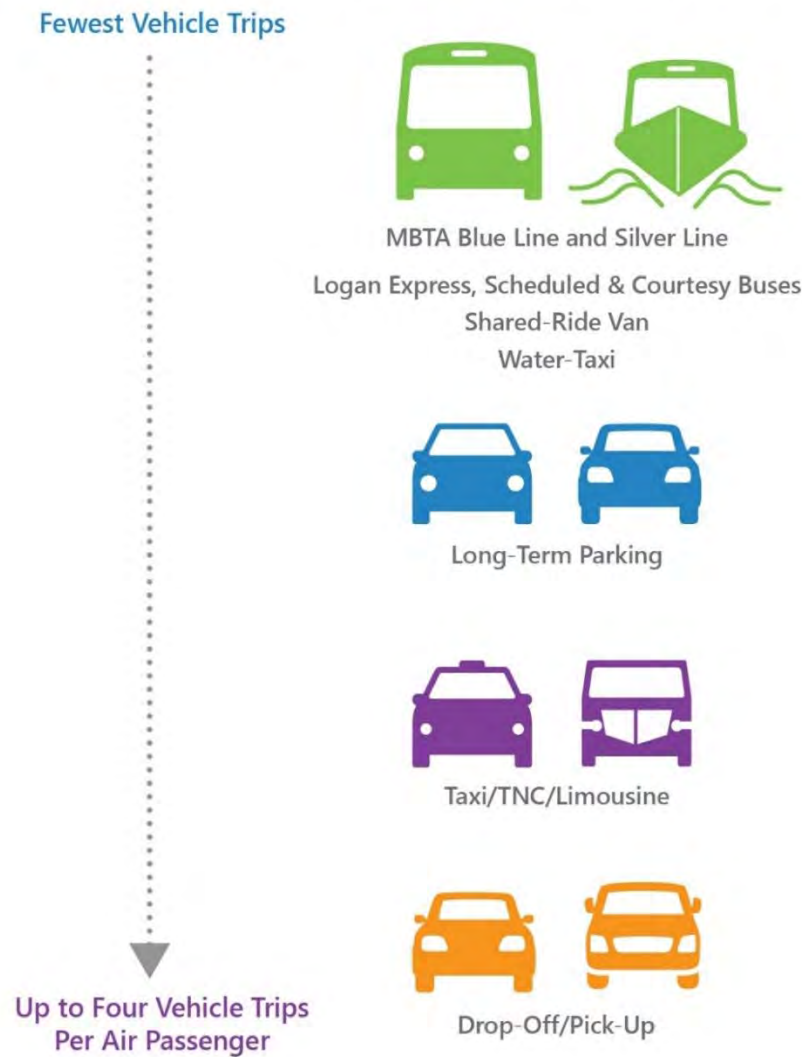 Fewest Vehicle Trips
MBTA Blue Line and Silver Line
Logan Express, Scheduled & Courtesy Buses
Shared-Ride Van
Water-Taxi
Long-Term Parking
Taxi/TNC/Limousine
Drop-Off/Pick-Up
Up to Four Vehicle Trips
Per Air Passenger